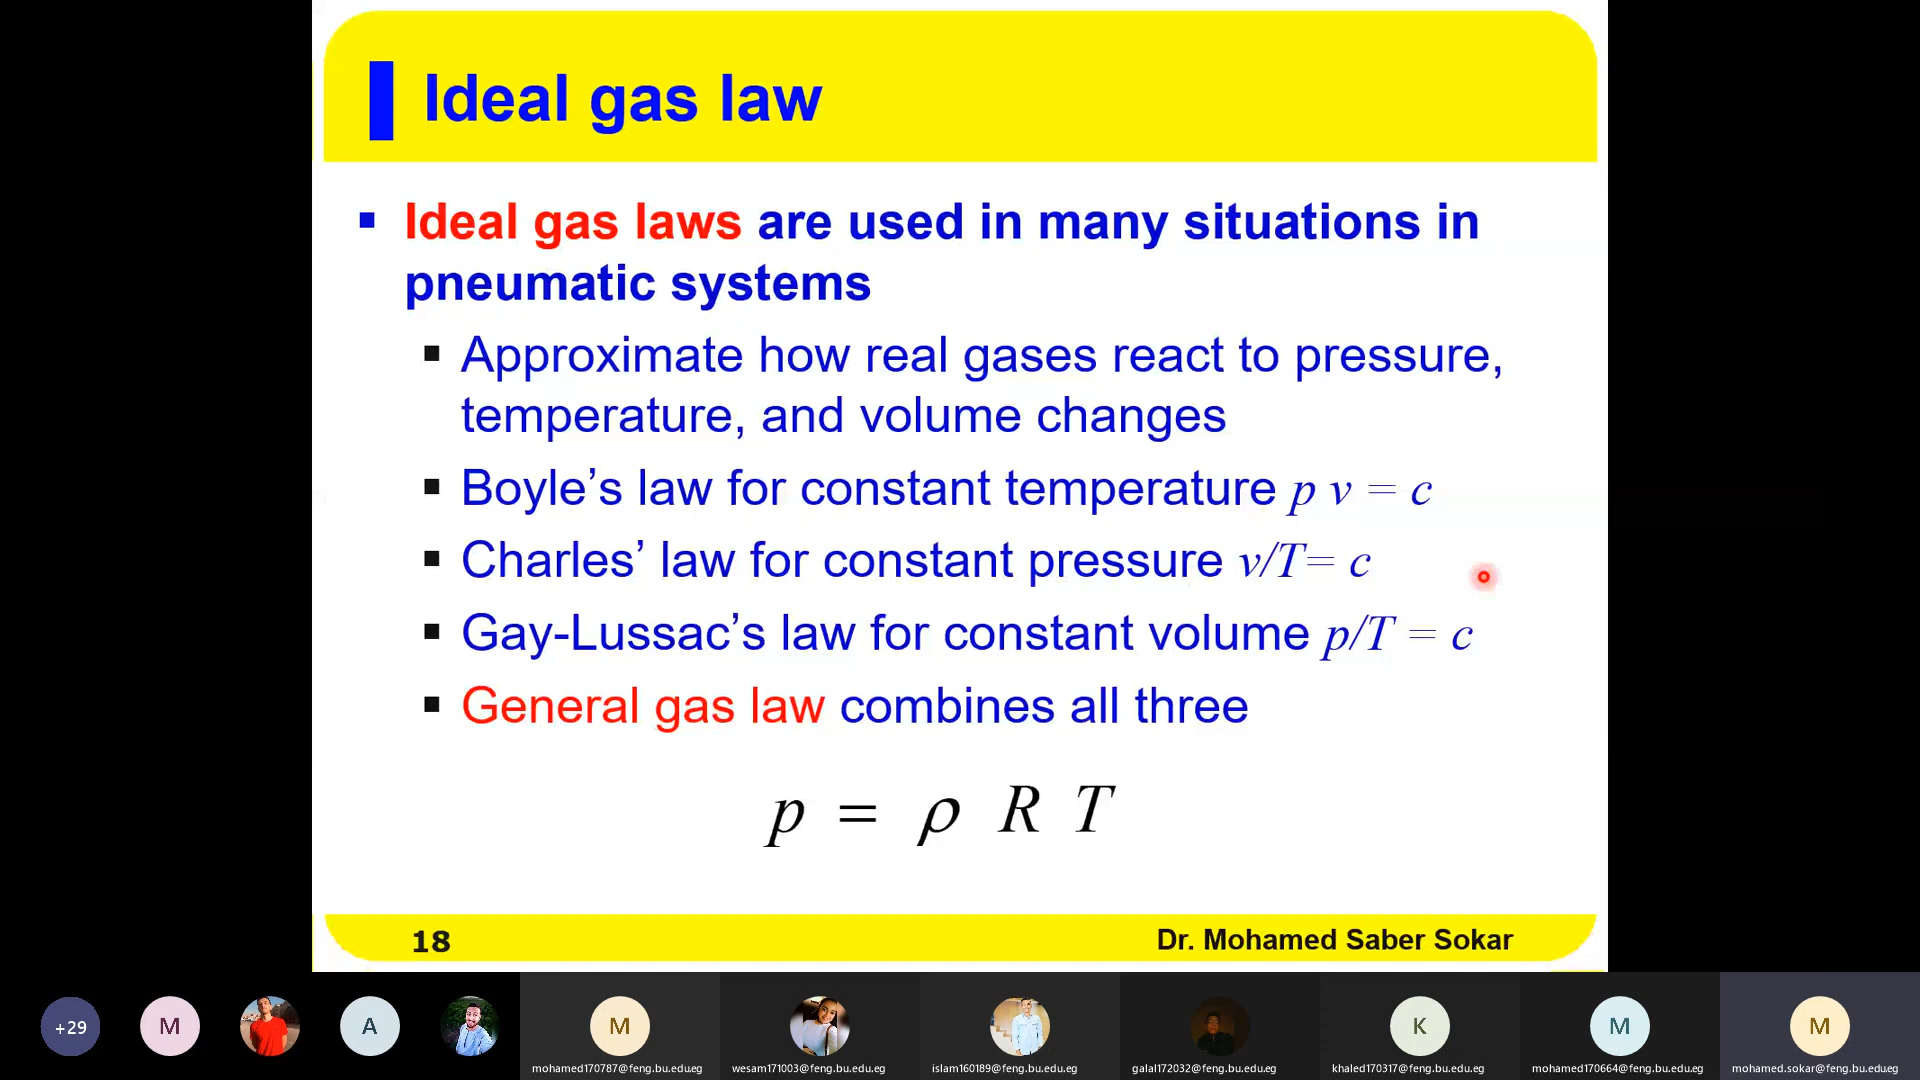 Ideal gas law
▪ Ideal gas laws are used in many situations in
pneumatic systems
▪ Approximate how real gases react to pressure,
temperature, and volume changes
▪ Boyle’s law for constant temperature p v = c
▪ Charles’ law for constant pressure v/T= c
▪ Gay-Lussac’s law for constant volume p/T = c
▪ General gas law combines all three
p = ρ R T
18 Dr. Mohamed Saber Sokar
+29 M A M K M M
mohamed170787@feng.bu.edu.eg wesam171003@feng.bu.edu.eg islam160189@feng.bu.edu.eg galal172032@feng.bu.edu.eg khaled170317@feng.bu.edu.eg mohamed170664@feng.bu.edu.eg mohamed.sokar@feng.bu.edu.eg